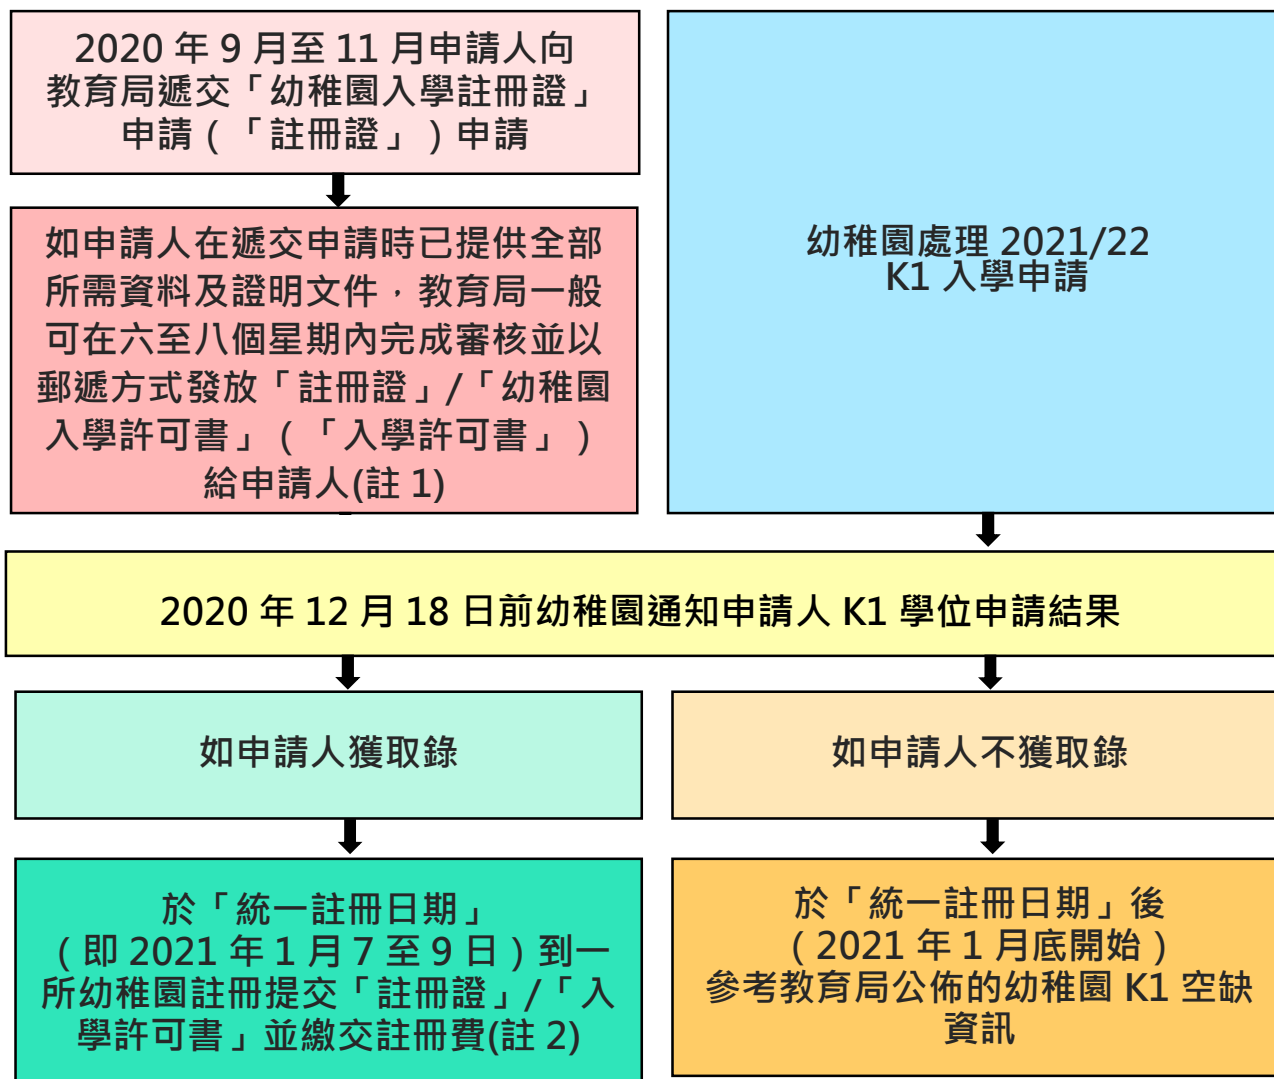 2020 年 9 月至 11 月申請人向
教育局遞交「幼稚園入學註冊證」
申請（「註冊證」）申請
如申請人在遞交申請時已提供全部
所需資料及證明文件，教育局一般
可在六至八個星期內完成審核並以
郵遞方式發放「註冊證」/「幼稚園
入學許可書」（「入學許可書」）
給申請人(註 1)
幼稚園處理 2021/22
K1 入學申請
2020 年 12 月 18 日前幼稚園通知申請人 K1 學位申請結果
如申請人獲取錄
如申請人不獲取錄
於「統一註冊日期」
（即 2021 年 1 月 7 至 9 日）到一
所幼稚園註冊提交「註冊證」/「入
學許可書」並繳交註冊費(註 2)
於「統一註冊日期」後
（2021 年 1 月底開始）
參考教育局公佈的幼稚園 K1 空缺
資訊